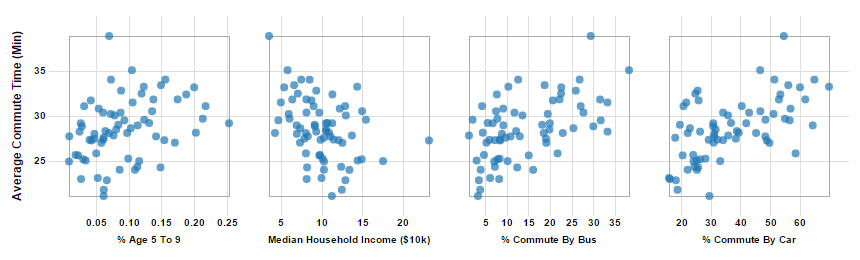 Average Commute Time (Min)
35
30
25
0.05 0.10 0.15 0.20 0.25
% Age 5 To 9
5 10 15 20
Median Household Income ($10k)
5 10 15 20 25 30 35
% Commute By Bus
20 30 40 50 60
% Commute By Car